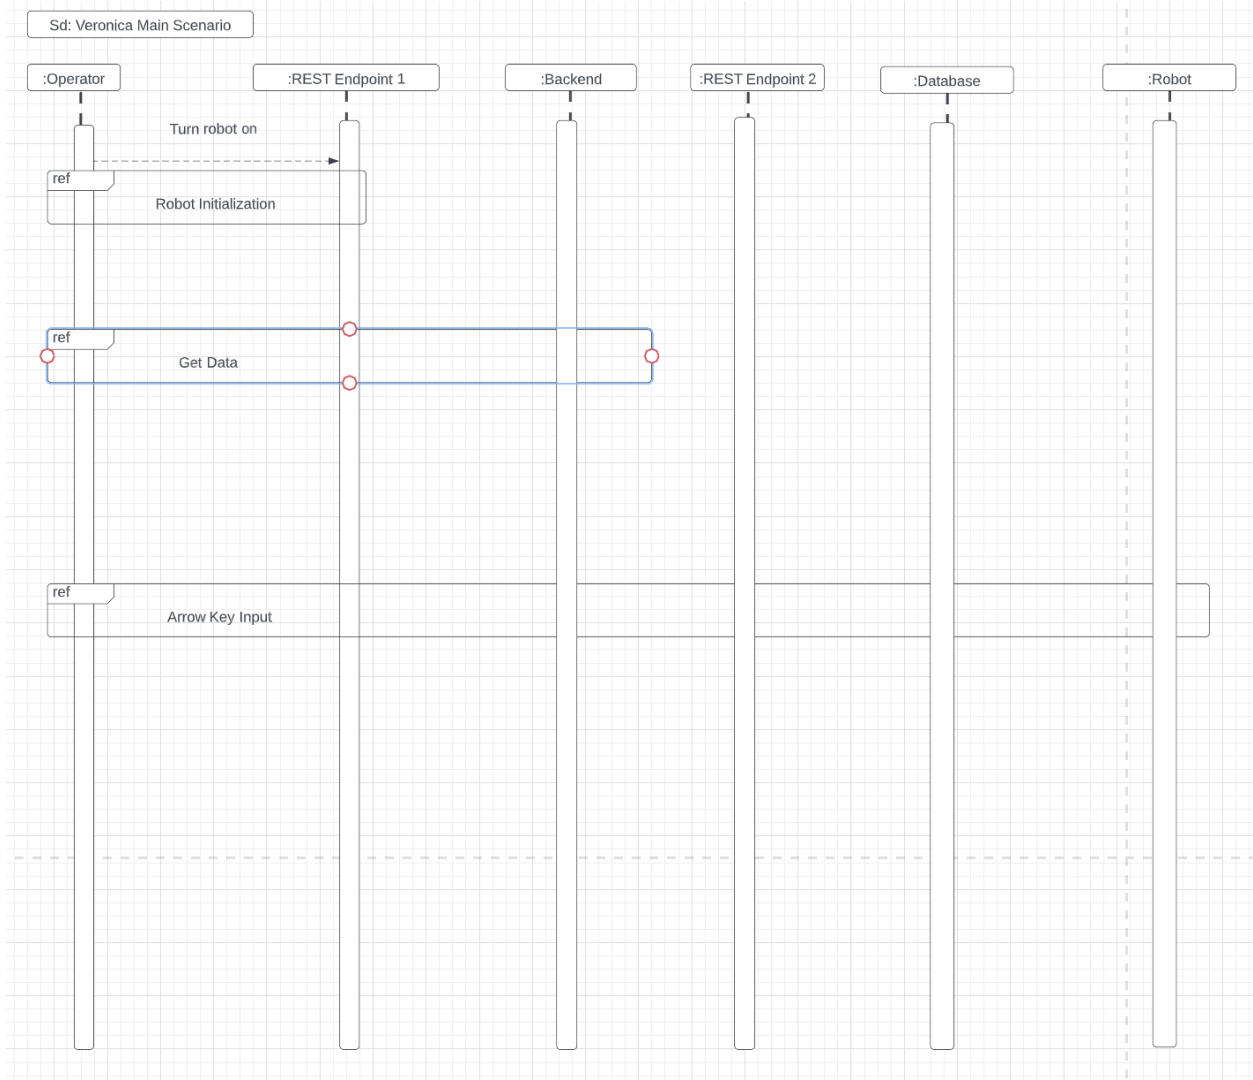 Sd: Veronica Main Scenario
:Operator
:REST Endpoint 1
:Backend
:REST Endpoint 2
:Database
:Robot
Turn robot on
ref
Robot Initialization
ref
Get Data
ref
Arrow Key Input